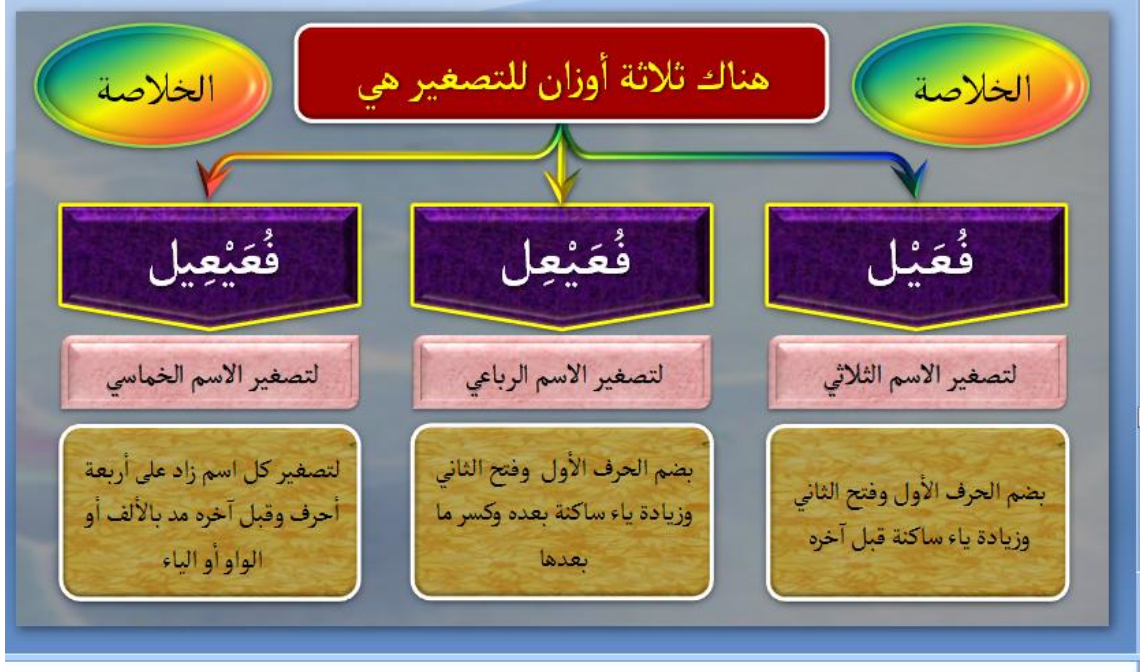 الخلاصة
هناك ثلاثة أوزان للتصغير هي
الخلاصة
فُعَيْل
فُعَيْعِل
فُعَيْعِيل
لتصغير الاسم الثلاثي
لتصغير الاسم الرباعي
لتصغير الاسم الخماسي
بضم الحرف الأول وفتح الثاني
وزيادة ياء ساكنة قبل آخره
بضم الحرف الأول وفتح الثاني
وزيادة ياء ساكنة بعده وكسر ما
بعدها
لتصغير كل اسم زاد على أربعة
أحرف وقبل آخره مد بالألف أو
الواو أو الياء